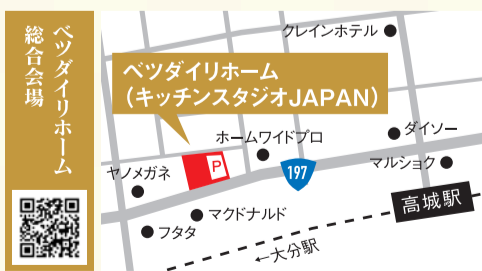 ベツダイリホーム
総合会場
クレインホテル
ベツダイリホーム
（キッチンスタジオJAPAN）
ホームワイドプロ
ダイソー
マルショク
ヤノメガネ
P
197
高城駅
マクドナルド
フタタ
←大分駅